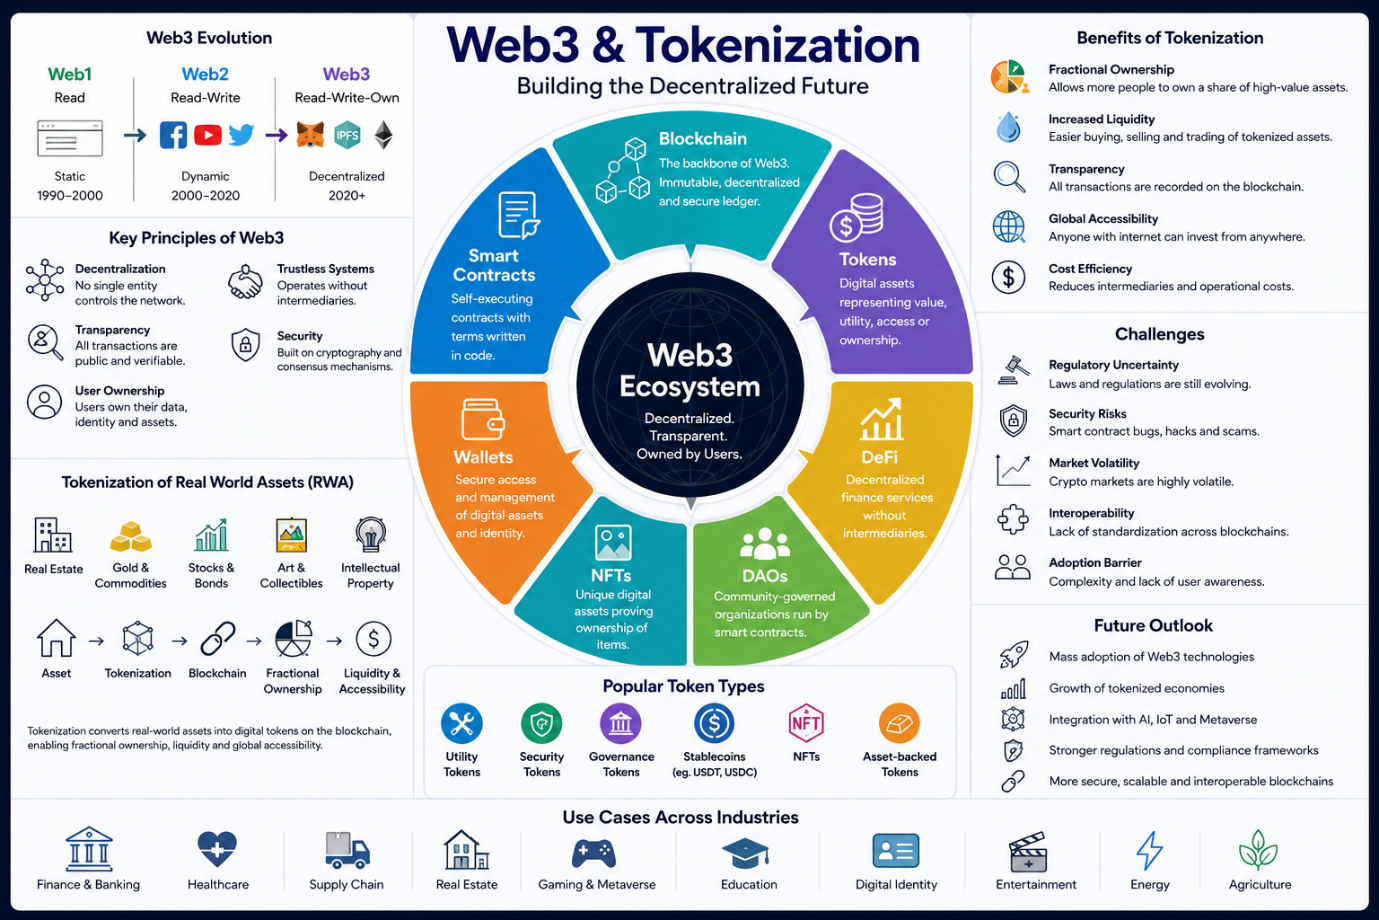 Web3 & Tokenization
Building the Decentralized Future
Web3 Evolution
Web1
Read
Static
1990–2000
Web2
Read-Write
Dynamic
2000–2020
Web3
Read-Write-Own
IPFS
Decentralized
2020+
Key Principles of Web3
Decentralization
No single entity
controls the network.
Trustless Systems
Operates without
intermediaries.
Transparency
All transactions are
public and verifiable.
Security
Built on cryptography and
consensus mechanisms.
User Ownership
Users own their data,
identity and assets.
Tokenization of Real World Assets (RWA)
Real Estate
Gold &
Commodities
Stocks &
Bonds
Art &
Collectibles
Intellectual
Property
Asset
Tokenization
Blockchain
Fractional
Ownership
$
Liquidity &
Accessibility
Tokenization converts real-world assets into digital tokens on the blockchain,
enabling fractional ownership, liquidity and global accessibility.
Blockchain
The backbone of Web3.
Immutable, decentralized
and secure ledger.
$
Tokens
Digital assets
representing value,
utility, access or
ownership.
DeFi
Decentralized
finance services
without
intermediaries.
DAOs
Community-governed
organizations run by
smart contracts.
NFTs
Unique digital
assets proving
ownership of
items.
Wallets
Secure access
and management
of digital assets
and identity.
Smart
Contracts
Self-executing
contracts with
terms written
in code.
Web3
Ecosystem
Decentralized.
Transparent.
Owned by Users.
Popular Token Types
Utility
Tokens
Security
Tokens
Governance
Tokens
$
Stablecoins
(eg. USDT, USDC)
NFT
NFTs
Asset-backed
Tokens
Benefits of Tokenization
Fractional Ownership
Allows more people to own a share of high-value assets.
Increased Liquidity
Easier buying, selling and trading of tokenized assets.
Transparency
All transactions are recorded on the blockchain.
Global Accessibility
Anyone with internet can invest from anywhere.
$
Cost Efficiency
Reduces intermediaries and operational costs.
Challenges
Regulatory Uncertainty
Laws and regulations are still evolving.
Security Risks
Smart contract bugs, hacks and scams.
Market Volatility
Crypto markets are highly volatile.
Interoperability
Lack of standardization across blockchains.
Adoption Barrier
Complexity and lack of user awareness.
Future Outlook
Mass adoption of Web3 technologies
Growth of tokenized economies
Integration with AI, IoT and Metaverse
Stronger regulations and compliance frameworks
More secure, scalable and interoperable blockchains
Use Cases Across Industries
Finance & Banking
Healthcare
Supply Chain
Real Estate
Gaming & Metaverse
Education
Digital Identity
Entertainment
Energy
Agriculture